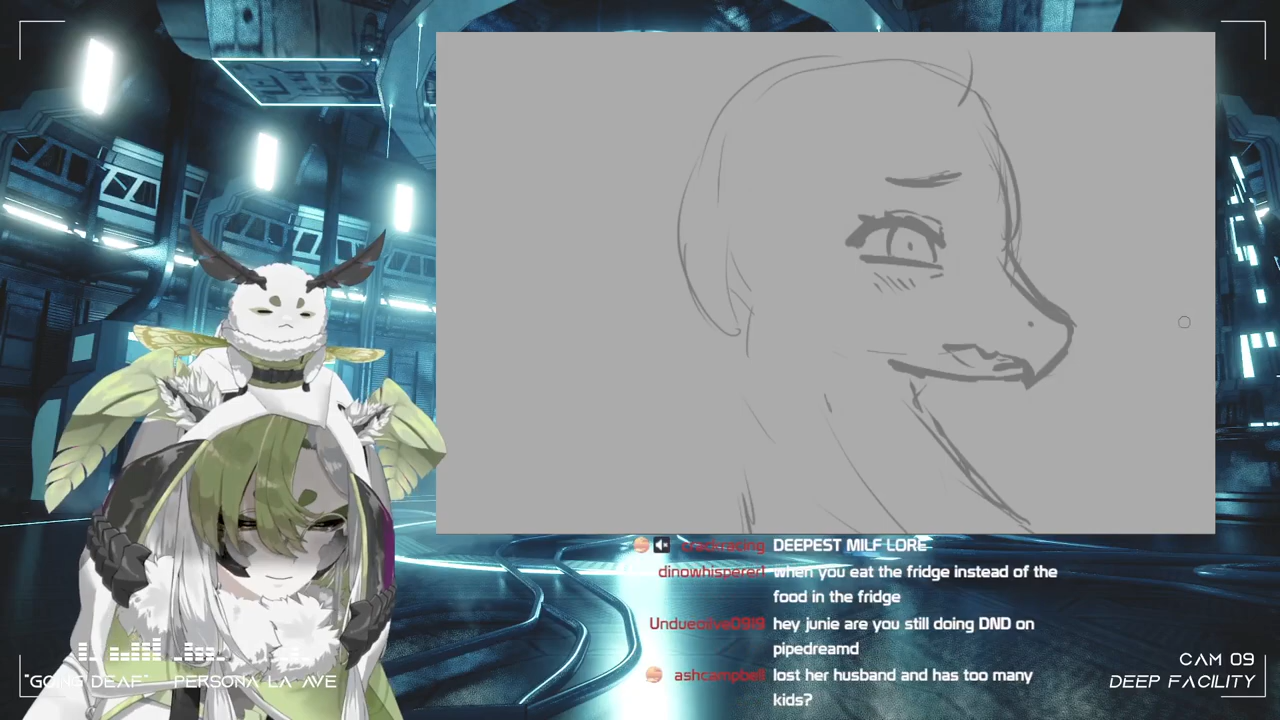 DEEPEST MILF LORE
dinowhisperer1 when you eat the fridge instead of the
food in the fridge
hey junie are you still doing DND on
pipedreamd
ashcampbell lost her husband and has too many
kids?
"GOING DEAF" PERSONA LA AVE
CAM 09
DEEP FACILITY